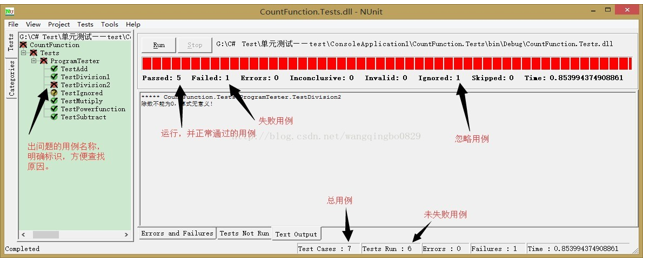 CountFunction.Tests.dll - NUnit
File View Project Tests Tools Help
Tests
Categories
G:\C# Test\单元测试－－test\C
CountFunction
Tests
ProgramTester
TestAdd
TestDivision1
TestDivision2
TestIgnored
TestMutiply
TestPowerfunction
TestSubtract
出问题的用例名称，
明确标识，方便查找
原因。
Run Stop G:\C# Test\单元测试－－test\ConsoleApplication1\CountFunction.Tests\bin\Debug\CountFunction.Tests.dll
Passed: 5 Failed: 1 Errors: 0 Inconclusive: 0 Invalid: 0 Ignored: 1 Skipped: 0 Time: 0.853994374908861
***** CountFunction.Tests.ProgramTester.TestDivision2
除数不能为0，算式无意义！
失败用例
运行，并正常通过的用例
忽略用例
http://blog.csdn.net/wangqingbo0829
总用例
未失败用例
Errors and Failures Tests Not Run Test Output
Completed Test Cases : 7 Tests Run : 6 Errors : 0 Failures : 1 Time : 0.853994374908861